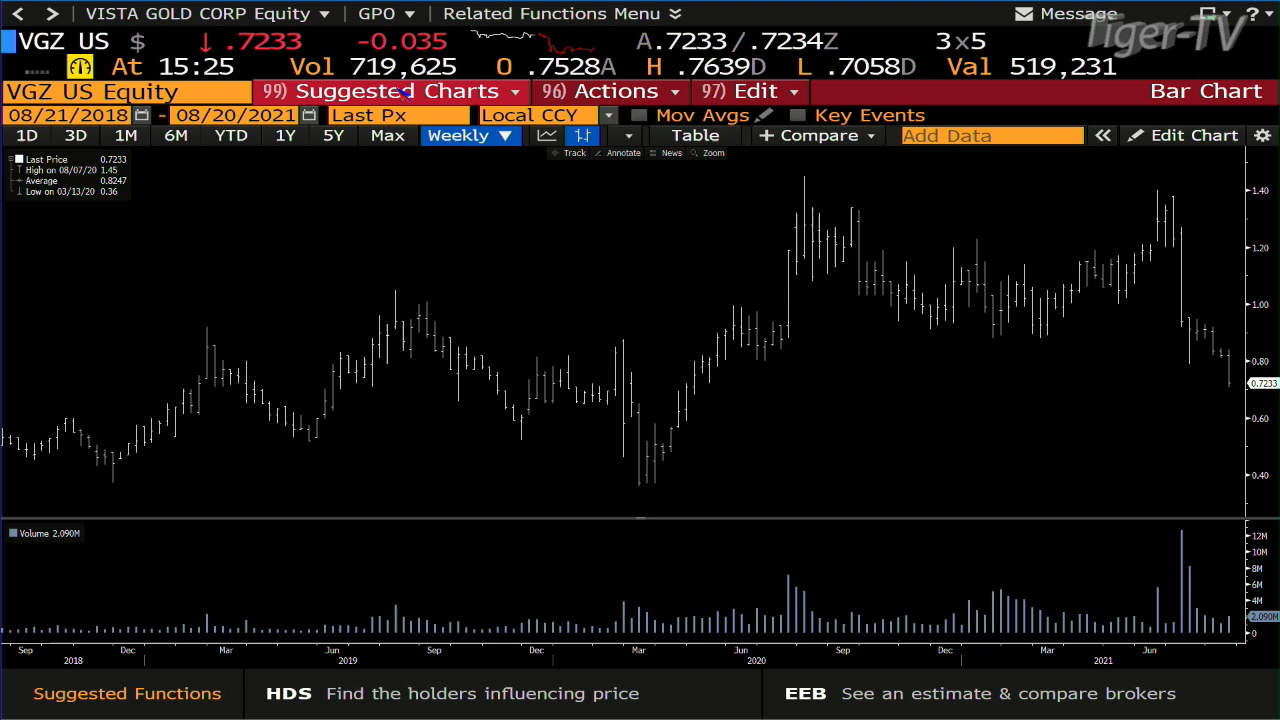 VISTA GOLD CORP Equity GPO Related Functions Menu Message ?
Tiger-TV
VGZ US $ ↓ .7233 -0.035 A.7233/.7234Z 3x5
At 15:25 Vol 719,625 O .7528A H .7639D L .7058D Val 519,231
VGZ US Equity 99) Suggested Charts 96) Actions 97) Edit Bar Chart
08/21/2018 - 08/20/2021 Last Px Local CCY Mov Avgs Key Events
1D 3D 1M 6M YTD 1Y 5Y Max Weekly ▼ Table + Compare Add Data « Edit Chart
Track Annotate News Zoom
Last Price 0.7233
High on 08/07/20 1.45
Average 0.8247
Low on 03/13/20 0.36
1.40
1.20
1.00
0.80
0.7233
0.60
0.40
Volume 2.090M
12M
10M
8M
6M
4M
2.090M
0
Sep Dec Mar Jun Sep Dec Mar Jun Sep Dec Mar Jun
2018 2019 2020 2021
Suggested Functions HDS Find the holders influencing price EEB See an estimate & compare brokers